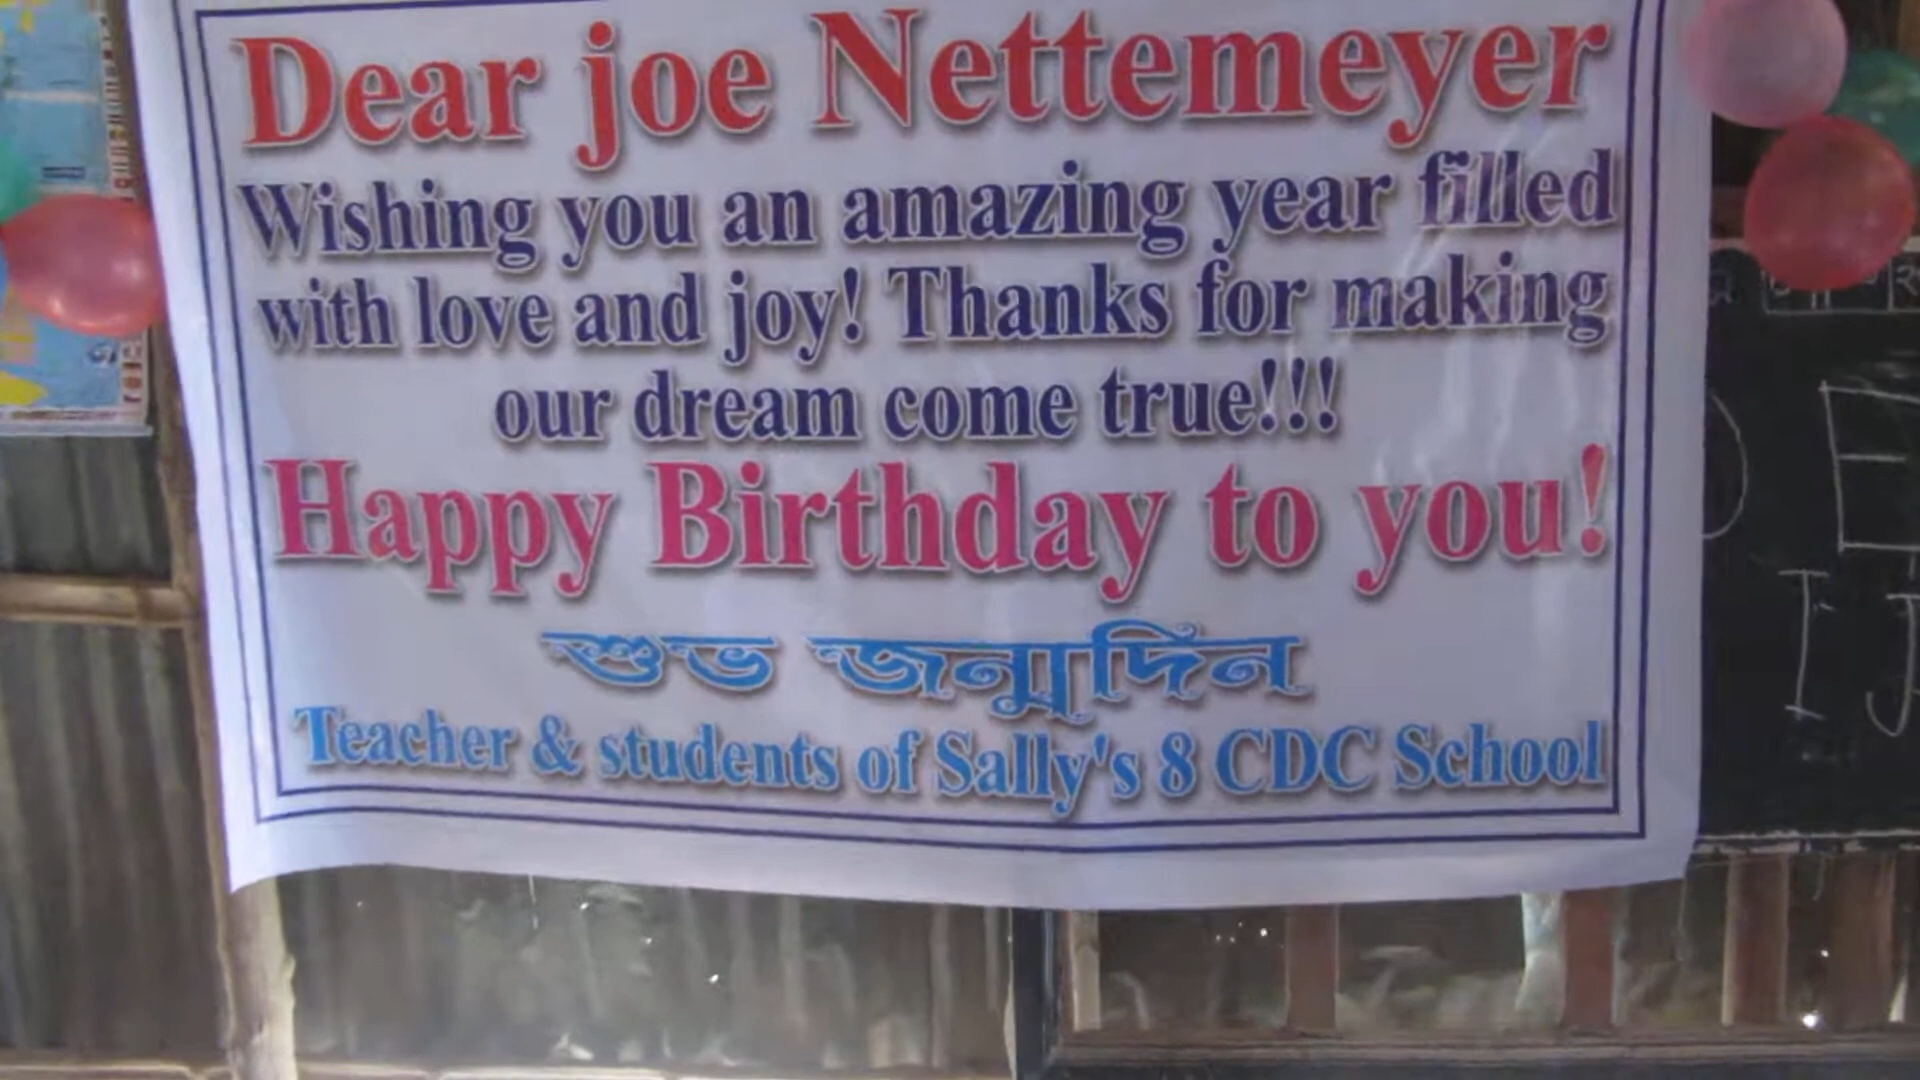 Dear joe Nettemeyer
Wishing you an amazing year filled
with love and joy! Thanks for making
our dream come true!!!
Happy Birthday to you!
শুভ জন্মদিন
Teacher & students of Sally's 8 CDC School
E
I J